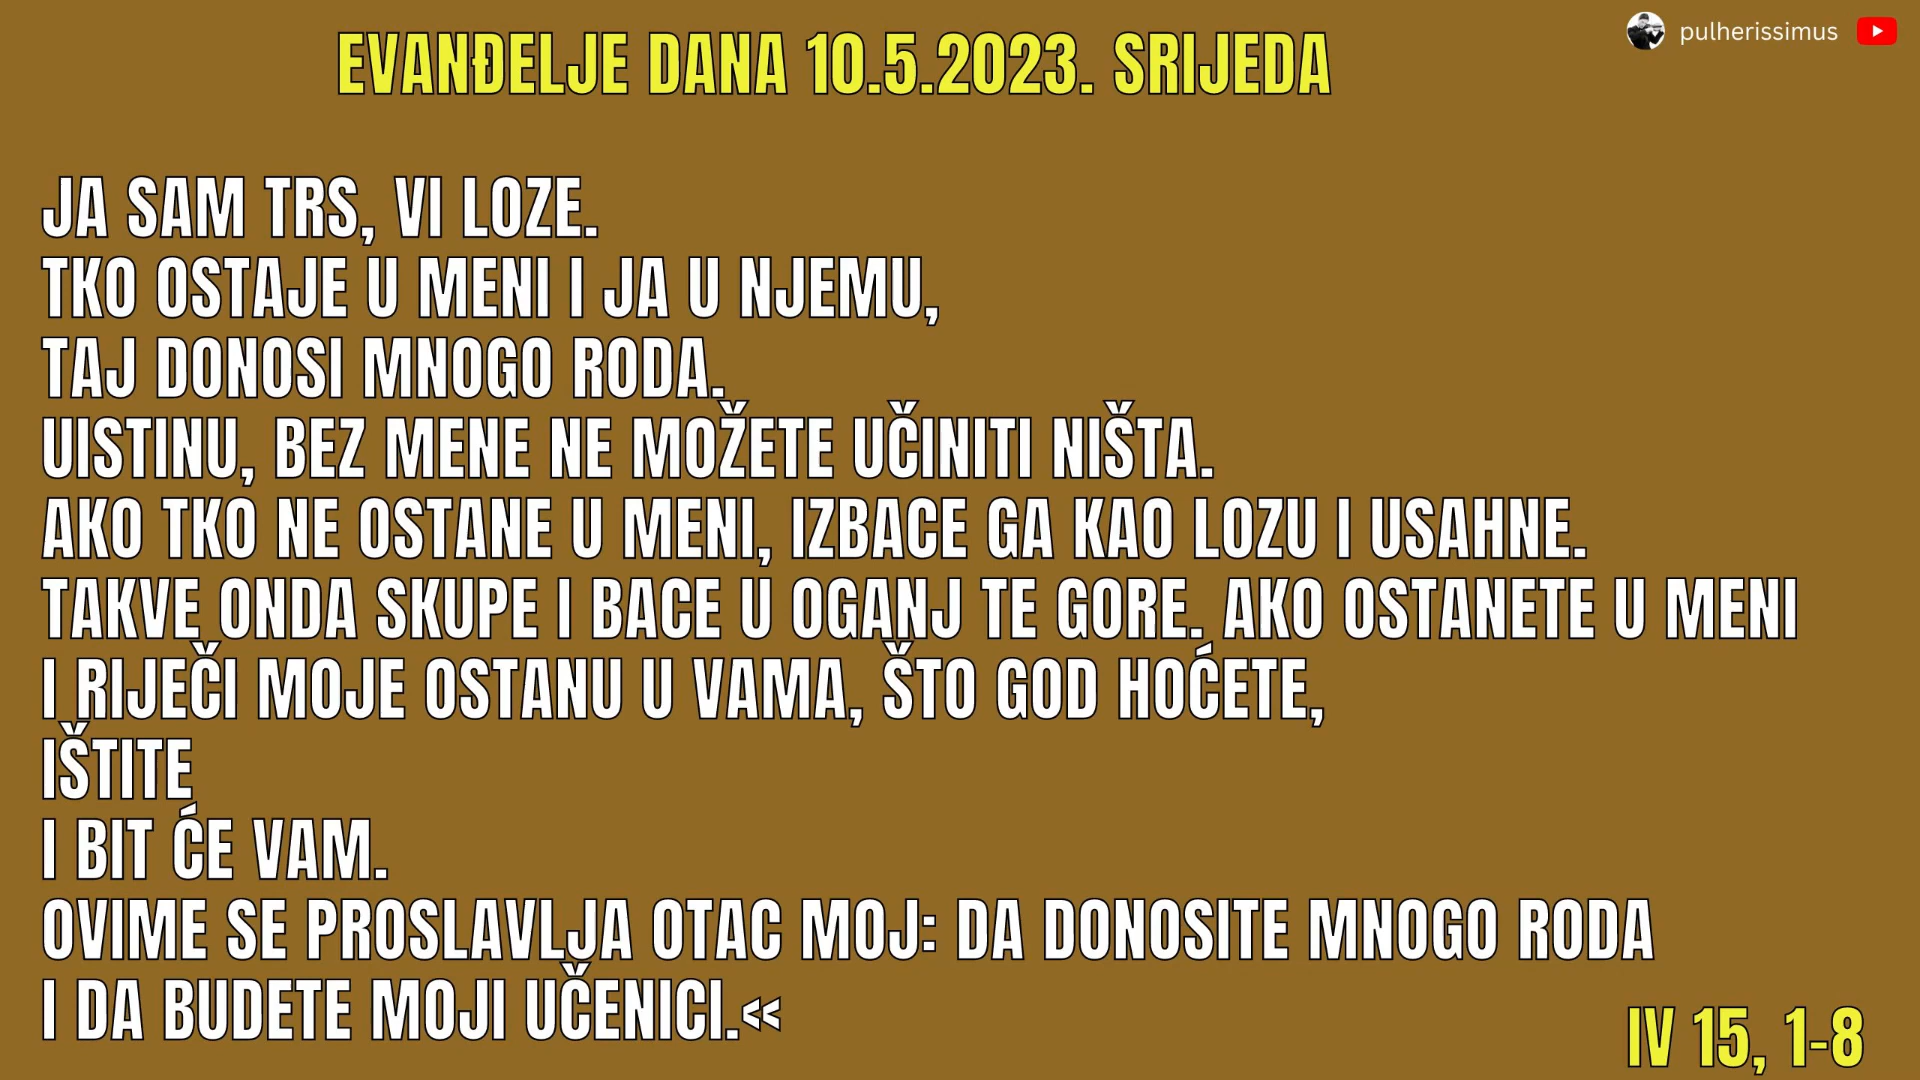 EVANĐELJE DANA 10.5.2023. SRIJEDA
pulherissimus
JA SAM TRS, VI LOZE.
TKO OSTAJE U MENI I JA U NJEMU,
TAJ DONOSI MNOGO RODA.
UISTINU, BEZ MENE NE MOŽETE UČINITI NIŠTA.
AKO TKO NE OSTANE U MENI, IZBACE GA KAO LOZU I USAHNE.
TAKVE ONDA SKUPE I BACE U OGANJ TE GORE. AKO OSTANETE U MENI
I RIJEČI MOJE OSTANU U VAMA, ŠTO GOD HOĆETE,
IŠTITE
I BIT ĆE VAM.
OVIME SE PROSLAVLJA OTAC MOJ: DA DONOSITE MNOGO RODA
I DA BUDETE MOJI UČENICI.<<
IV 15, 1-8